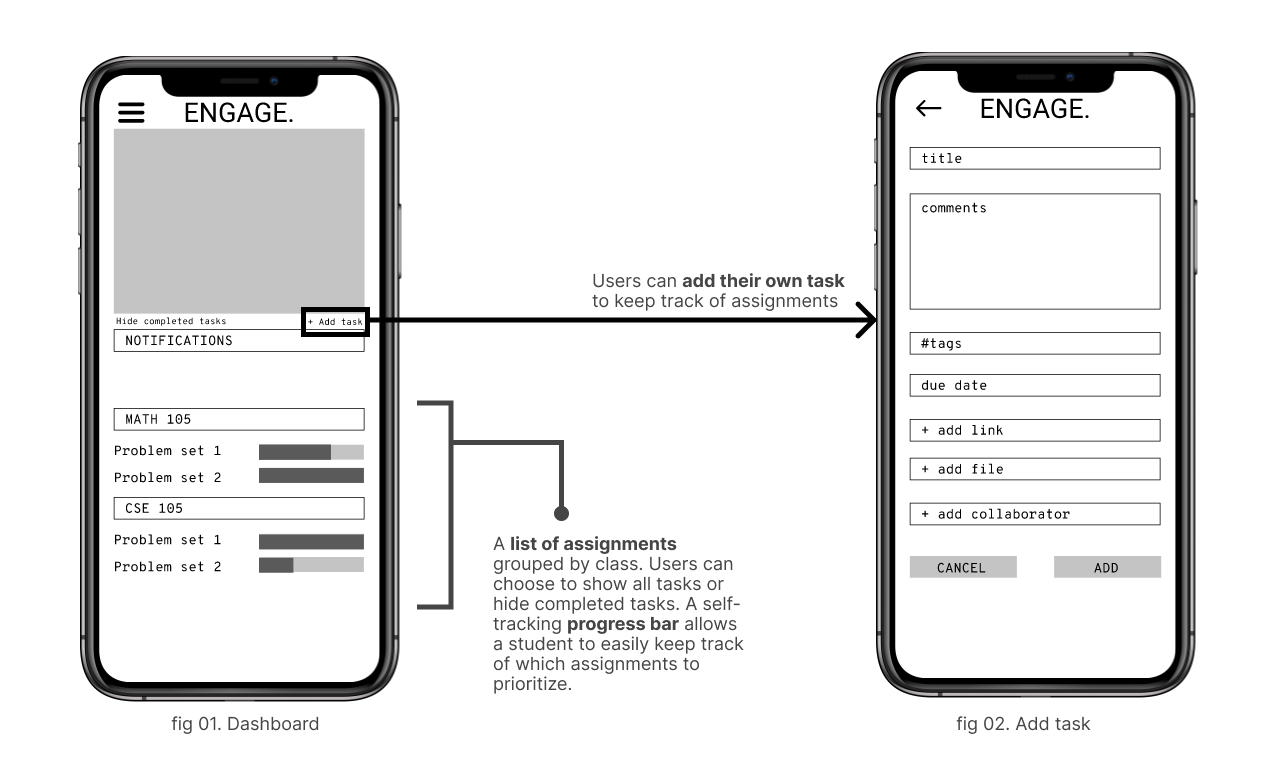 ENGAGE.
Hide completed tasks
+ Add task
NOTIFICATIONS
MATH 105
Problem set 1
Problem set 2
CSE 105
Problem set 1
Problem set 2
fig 01. Dashboard
Users can add their own task
to keep track of assignments
A list of assignments
grouped by class. Users can
choose to show all tasks or
hide completed tasks. A self-
tracking progress bar allows
a student to easily keep track
of which assignments to
prioritize.
ENGAGE.
title
comments
#tags
due date
+ add link
+ add file
+ add collaborator
CANCEL
ADD
fig 02. Add task